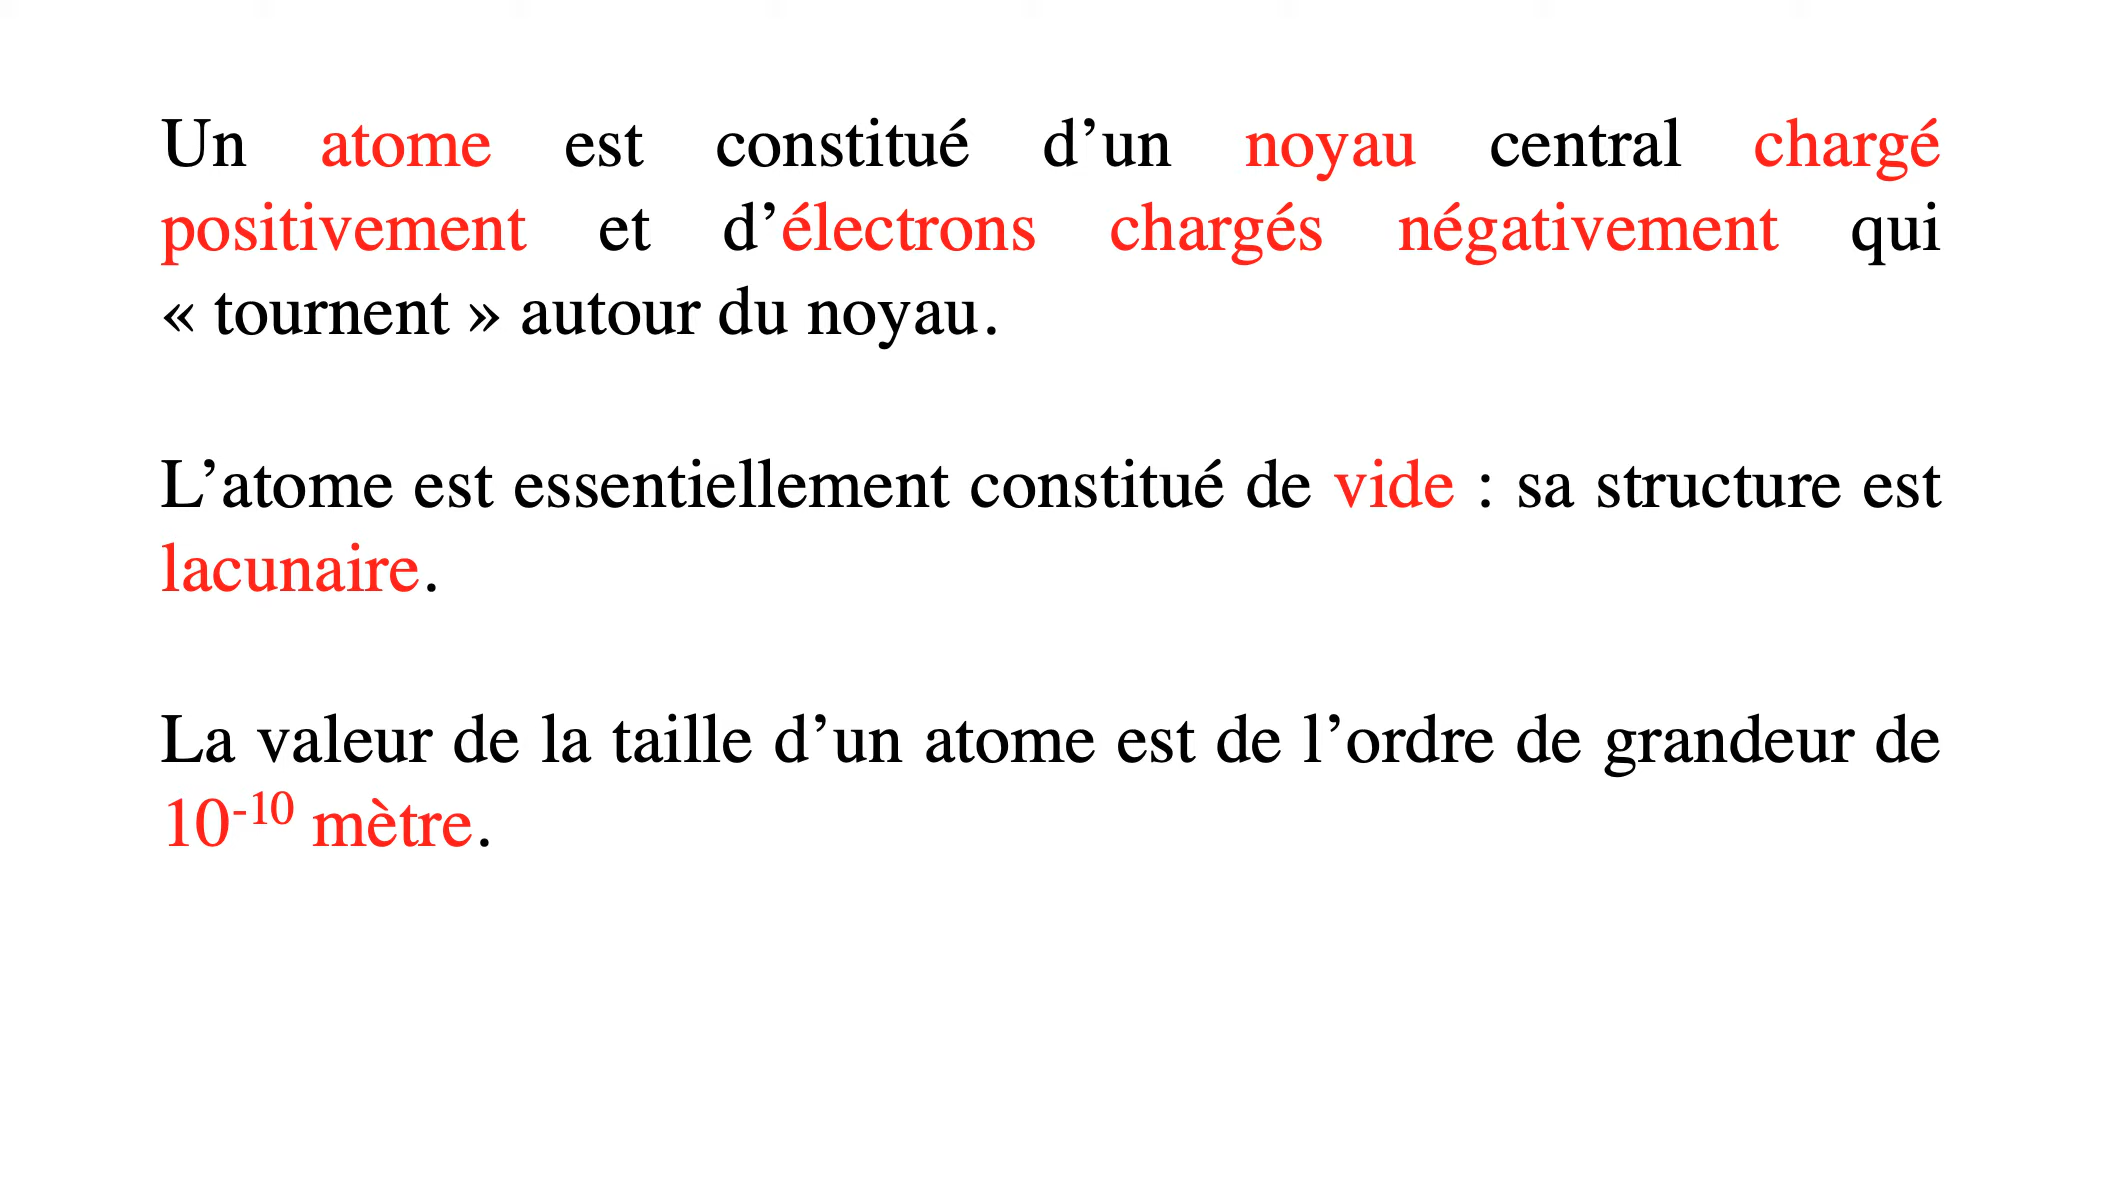 Un atome est constitué d’un noyau central chargé
positivement et d’électrons chargés négativement qui
« tournent » autour du noyau.
L’atome est essentiellement constitué de vide : sa structure est
lacunaire.
La valeur de la taille d’un atome est de l’ordre de grandeur de
10⁻¹⁰ mètre.